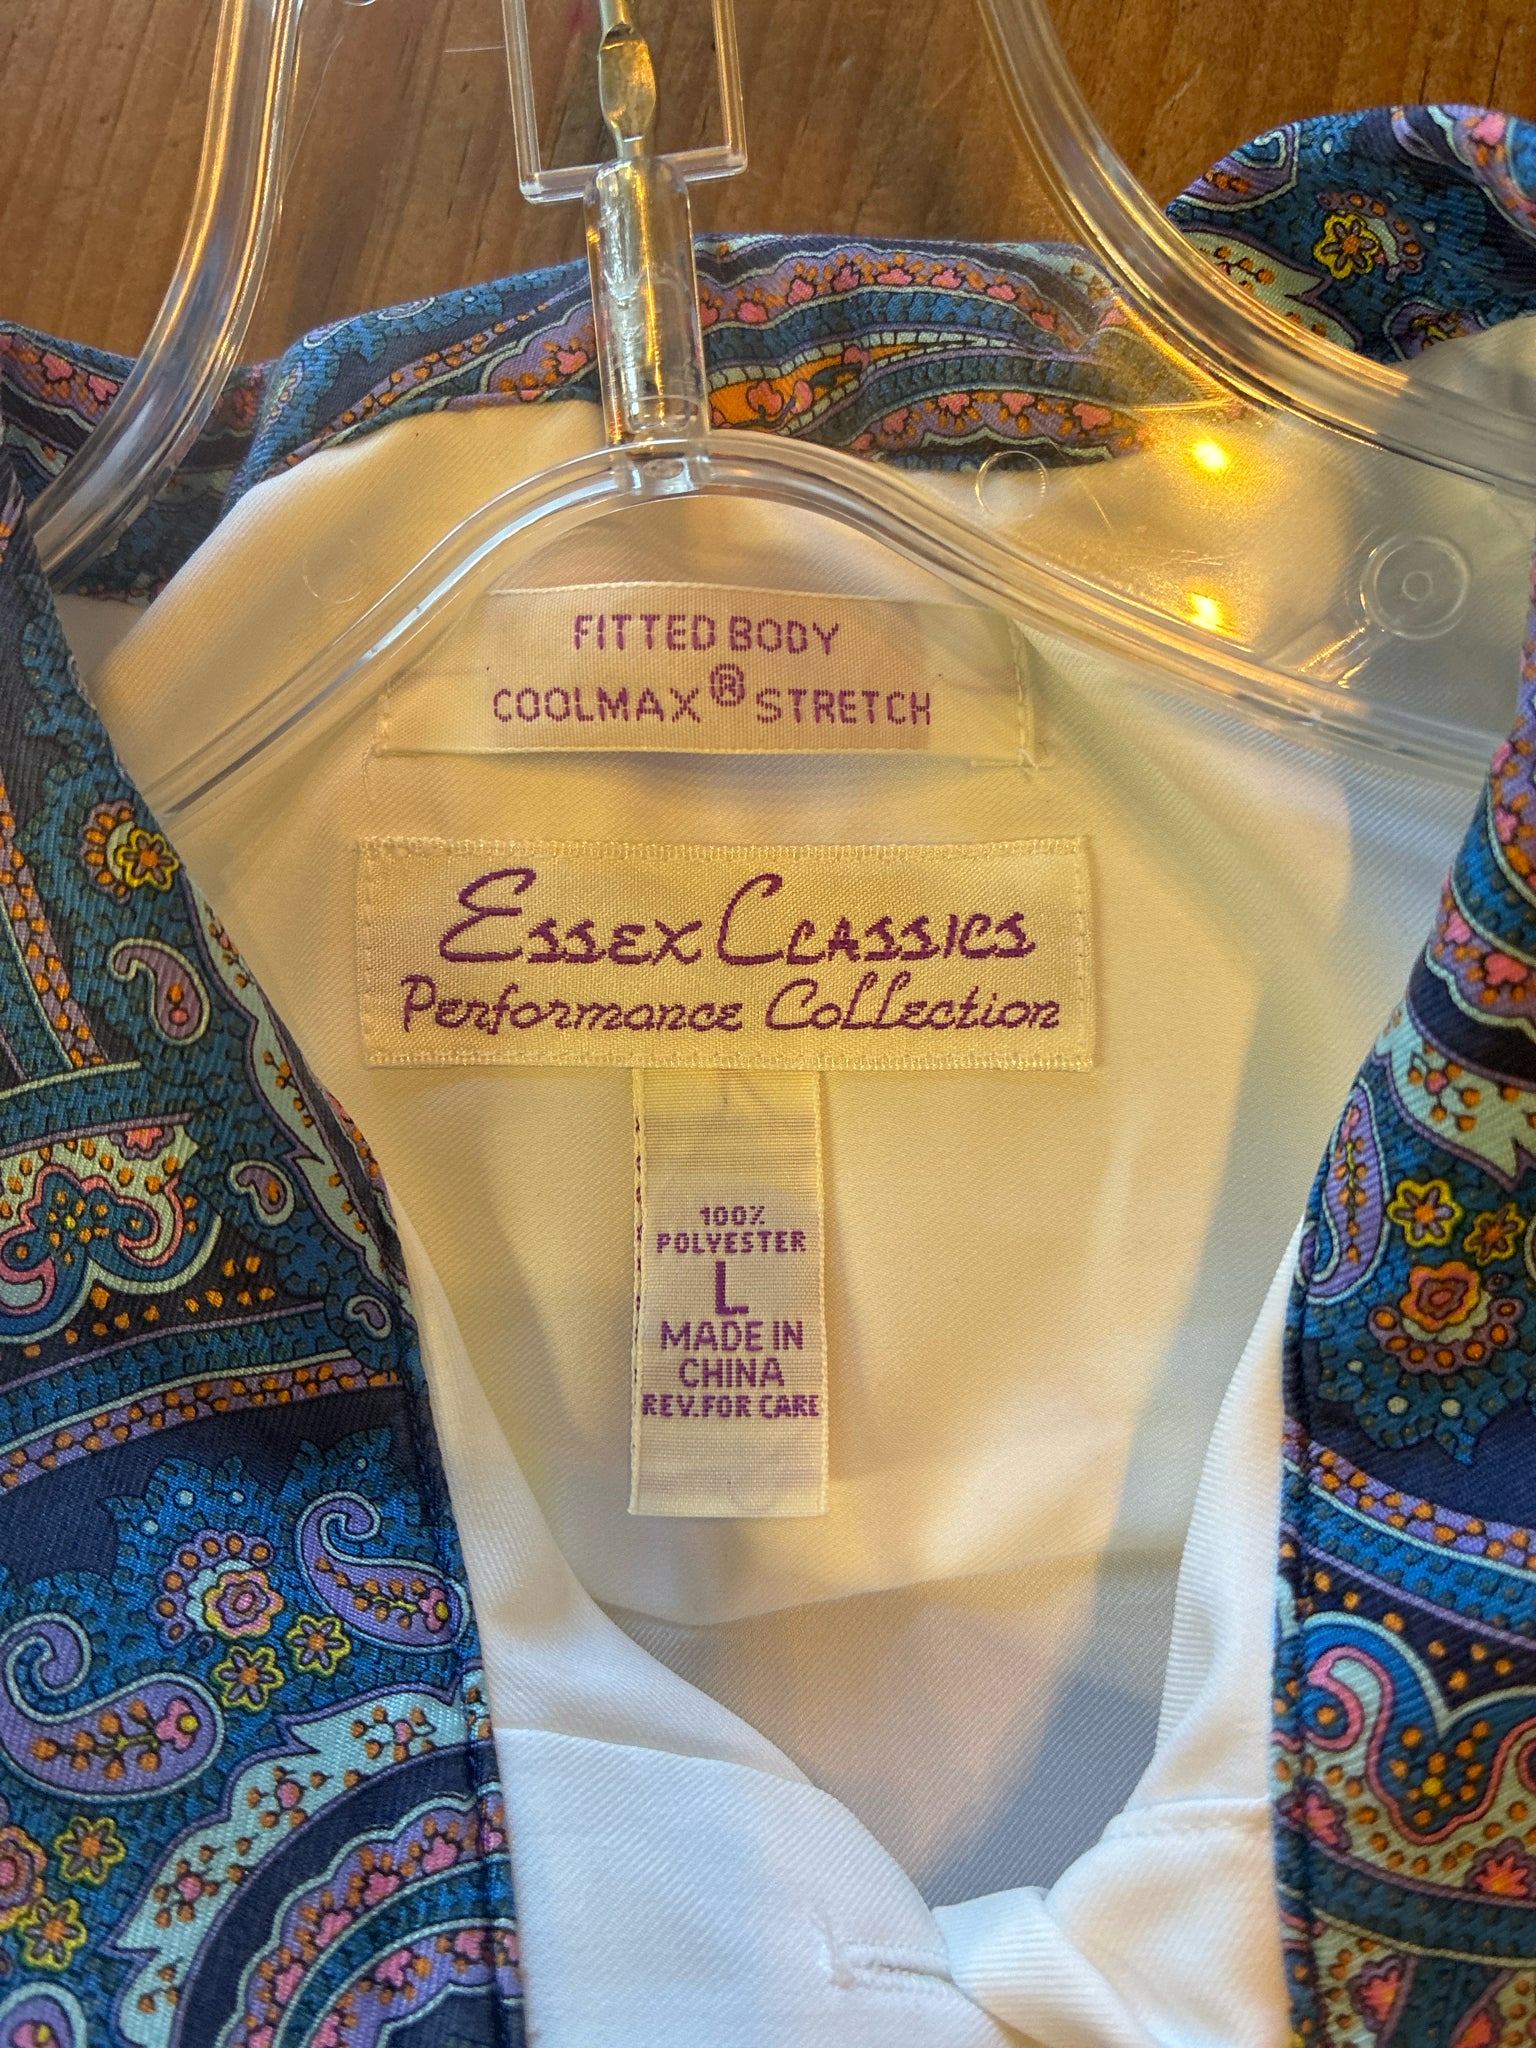 FITTED BODY
COOLMAX® STRETCH
ESSEX CLASSICS
Performance Collection
100%
POLYESTER
L
MADE IN
CHINA
REV.FOR CARE